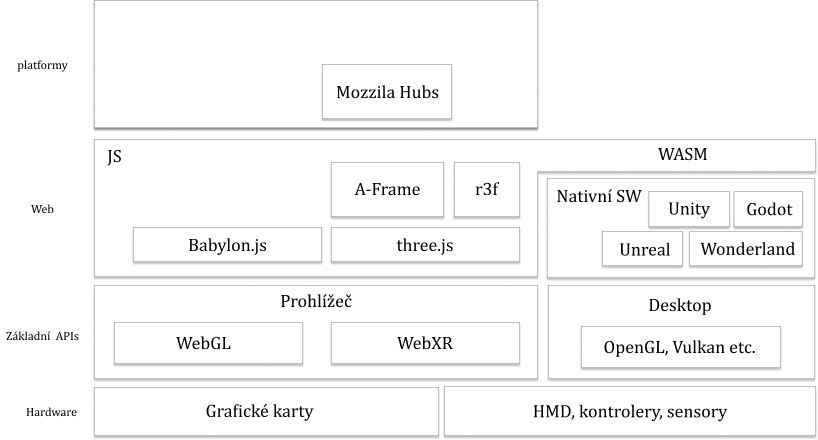 platformy
Mozzila Hubs
Web
JS
WASM
A-Frame
r3f
Babylon.js
three.js
Nativní SW
Unity
Godot
Unreal
Wonderland
Základní APIs
Prohlížeč
WebGL
WebXR
Desktop
OpenGL, Vulkan etc.
Hardware
Grafické karty
HMD, kontrolery, sensory